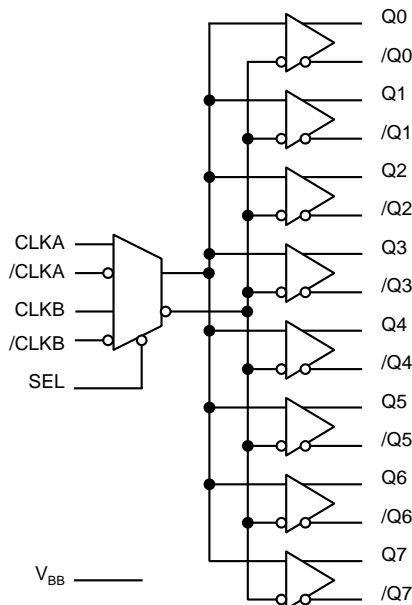 Q0
/Q0
Q1
/Q1
Q2
/Q2
CLKA
/CLKA
CLKB
/CLKB
SEL
Q3
/Q3
Q4
/Q4
Q5
/Q5
Q6
/Q6
Q7
/Q7
VBB